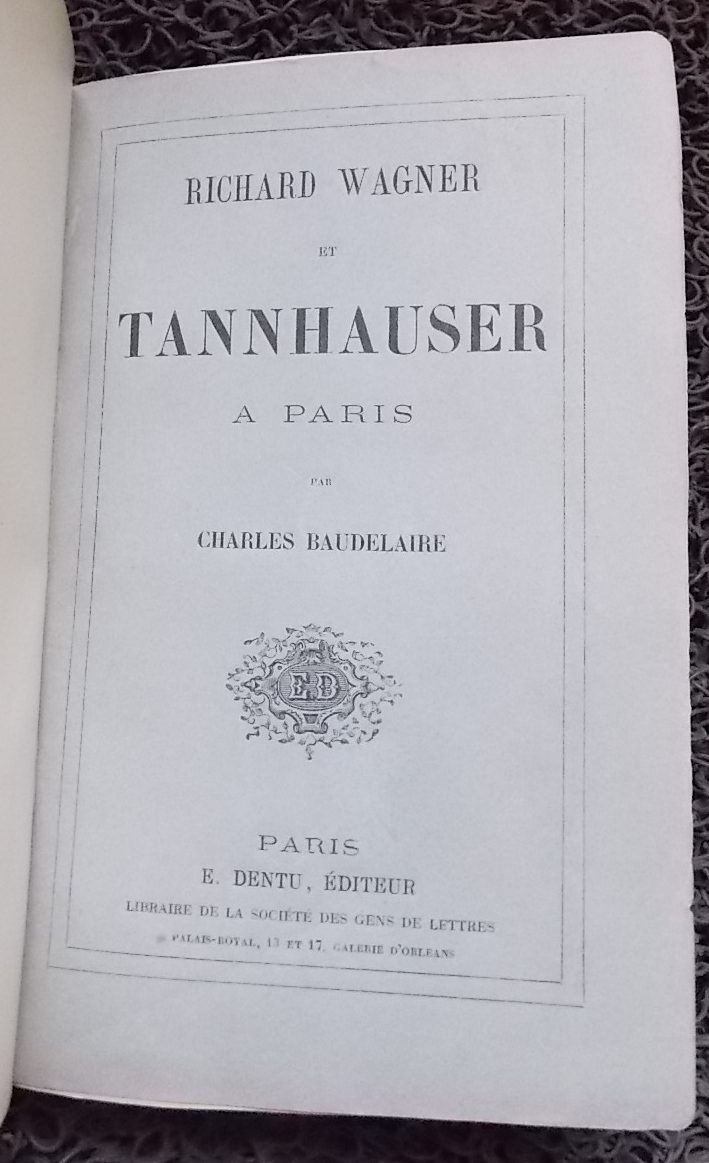 RICHARD WAGNER
ET
TANNHAUSER
A PARIS
PAR
CHARLES BAUDELAIRE
E.D
PARIS
E. DENTU, ÉDITEUR
LIBRAIRE DE LA SOCIÉTÉ DES GENS DE LETTRES
PALAIS-ROYAL, 13 ET 17, GALERIE D'ORLEANS